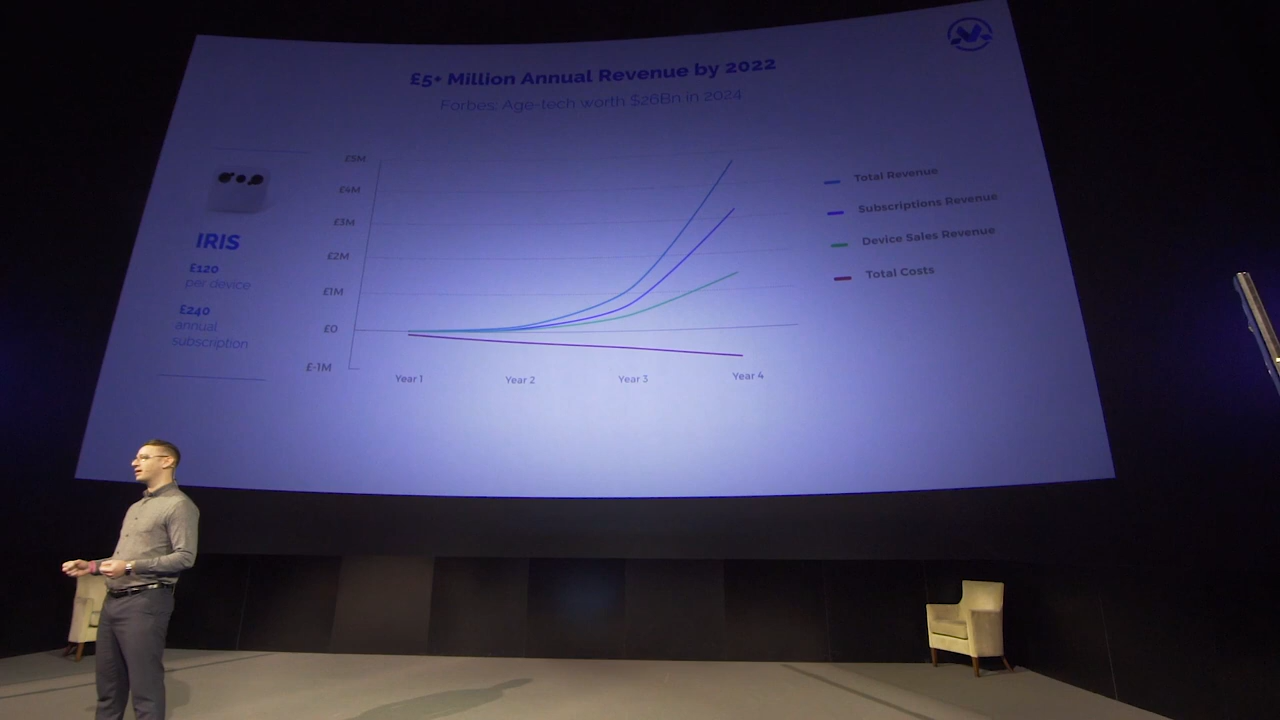 £5+ Million Annual Revenue by 2022
Forbes: Age-tech worth $26Bn in 2024
IRIS
£120
per device
£240
annual
subscription
£5M
£4M
£3M
£2M
£1M
£0
£-1M
Year 1
Year 2
Year 3
Year 4
Total Revenue
Subscriptions Revenue
Device Sales Revenue
Total Costs